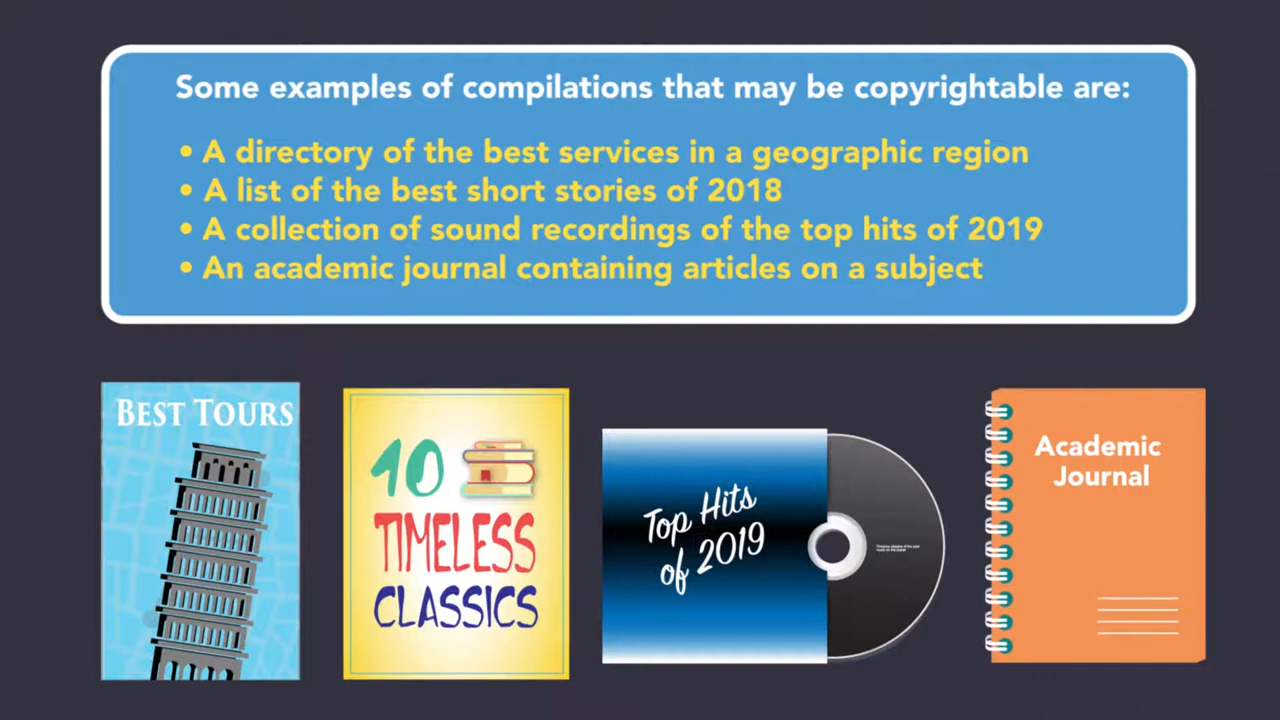 Some examples of compilations that may be copyrightable are:
• A directory of the best services in a geographic region
• A list of the best short stories of 2018
• A collection of sound recordings of the top hits of 2019
• An academic journal containing articles on a subject
BEST TOURS
10
TIMELESS
CLASSICS
Top Hits
of 2019
Academic
Journal